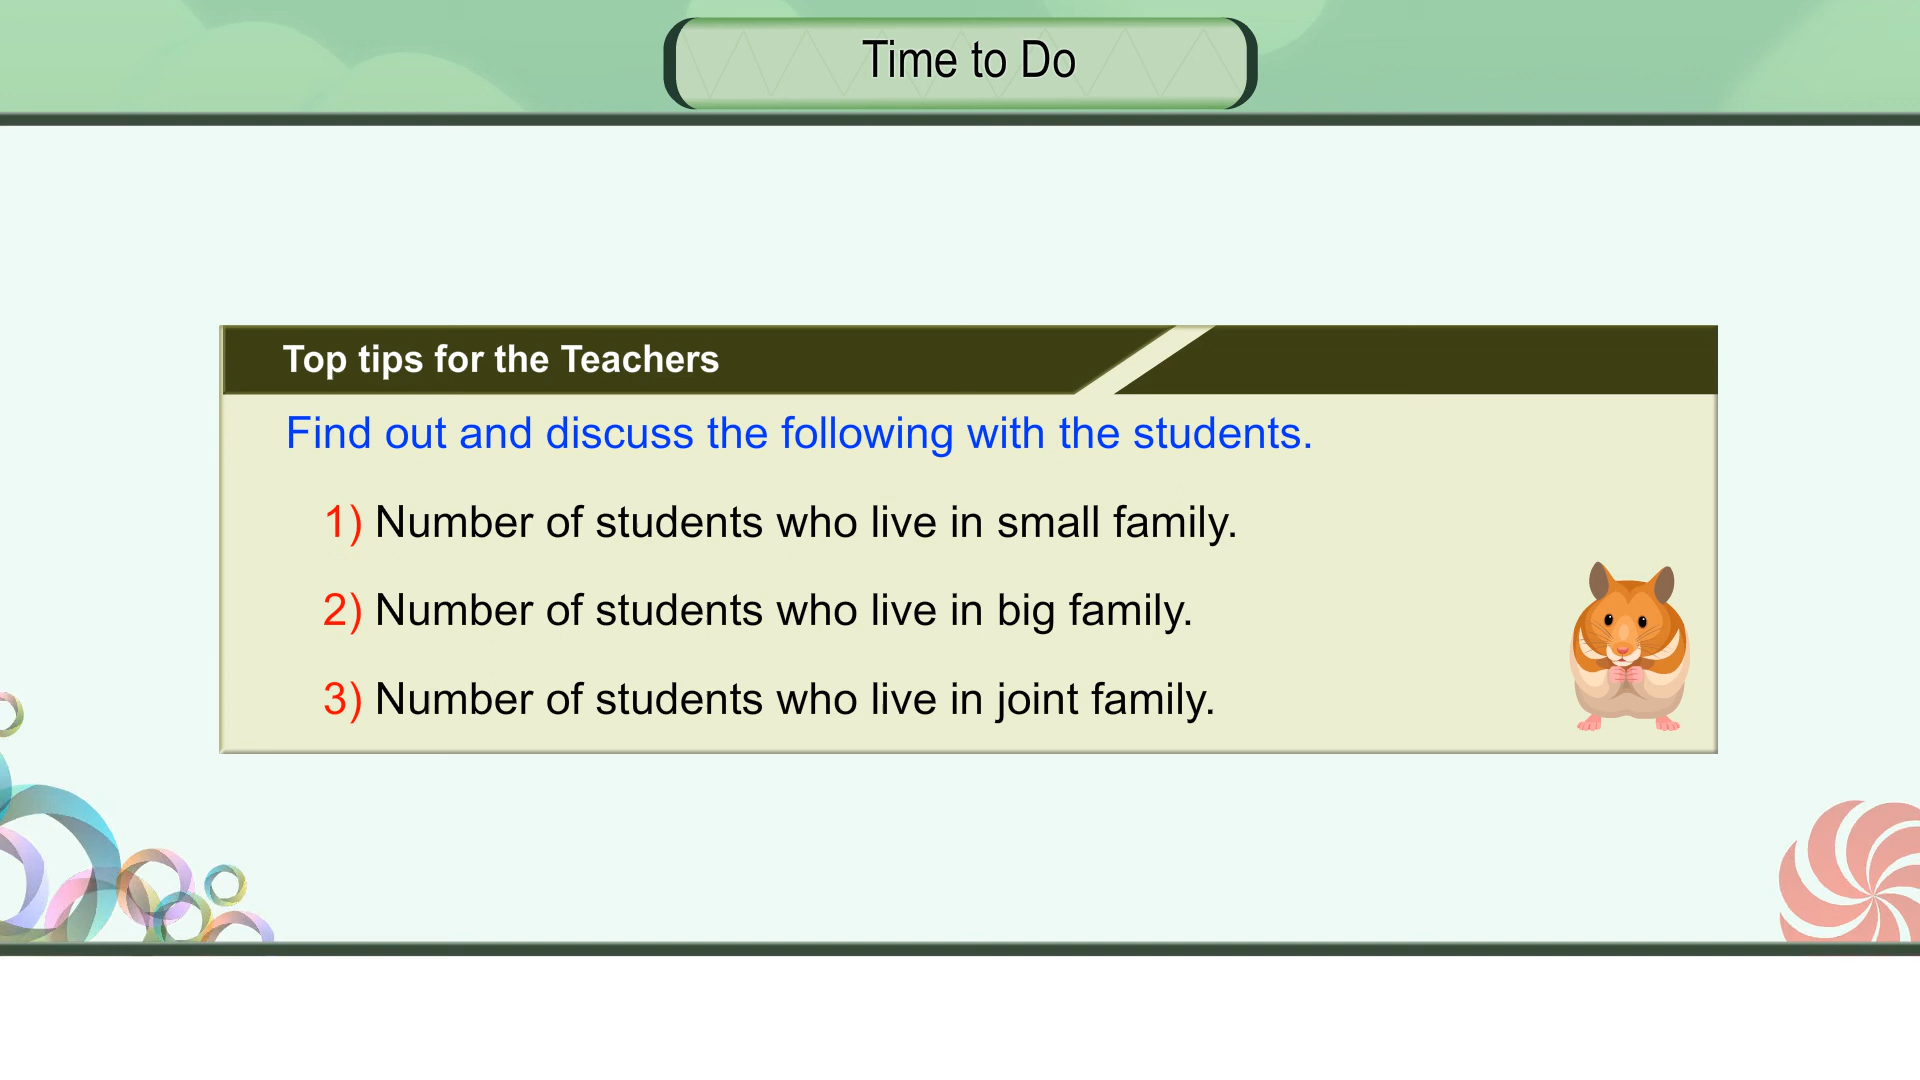 Time to Do
Top tips for the Teachers
Find out and discuss the following with the students.
1) Number of students who live in small family.
2) Number of students who live in big family.
3) Number of students who live in joint family.